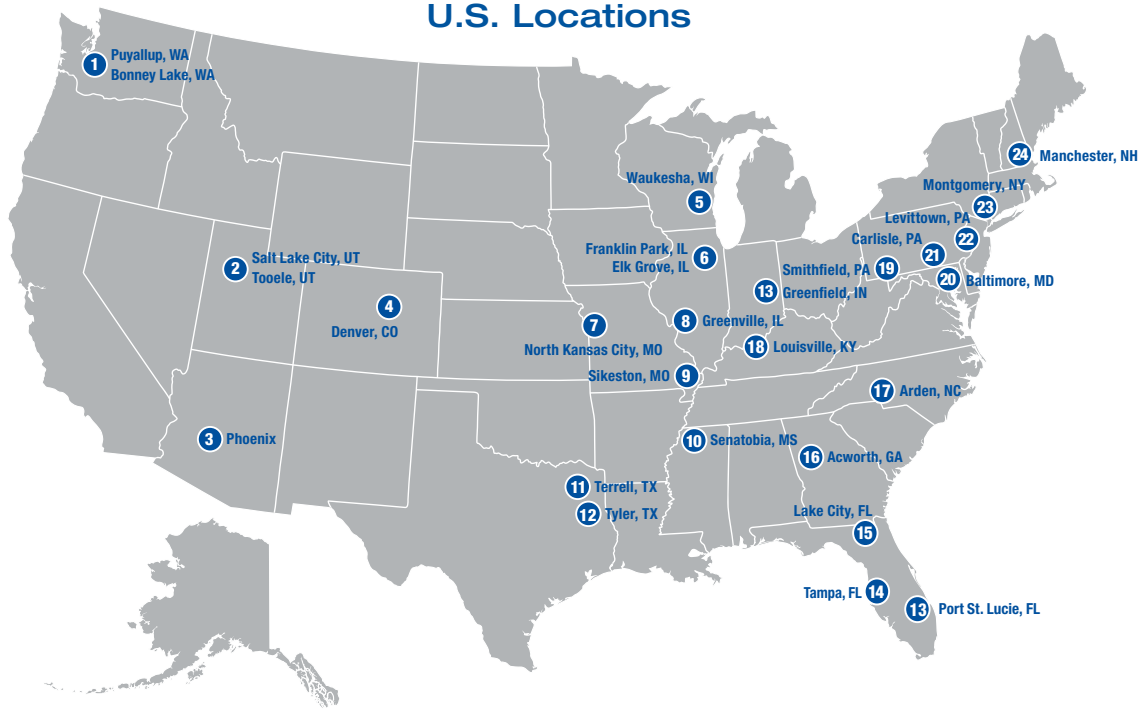 U.S. Locations
1
Puyallup, WA
Bonney Lake, WA
24
Manchester, NH
Waukesha, WI
5
Montgomery, NY
23
Levittown, PA
22
Carlisle, PA
21
Franklin Park, IL
Elk Grove, IL
6
2
Salt Lake City, UT
Tooele, UT
Smithfield, PA
19
20
Baltimore, MD
13
Greenfield, IN
4
Denver, CO
7
North Kansas City, MO
8
Greenville, IL
18
Louisville, KY
Sikeston, MO
9
17
Arden, NC
3
Phoenix
10
Senatobia, MS
16
Acworth, GA
11
Terrell, TX
12
Tyler, TX
Lake City, FL
15
Tampa, FL
14
13
Port St. Lucie, FL